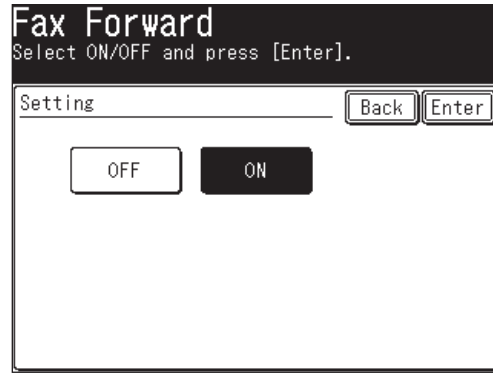 Fax Forward
Select ON/OFF and press [Enter].
Setting
Back
Enter
OFF
ON